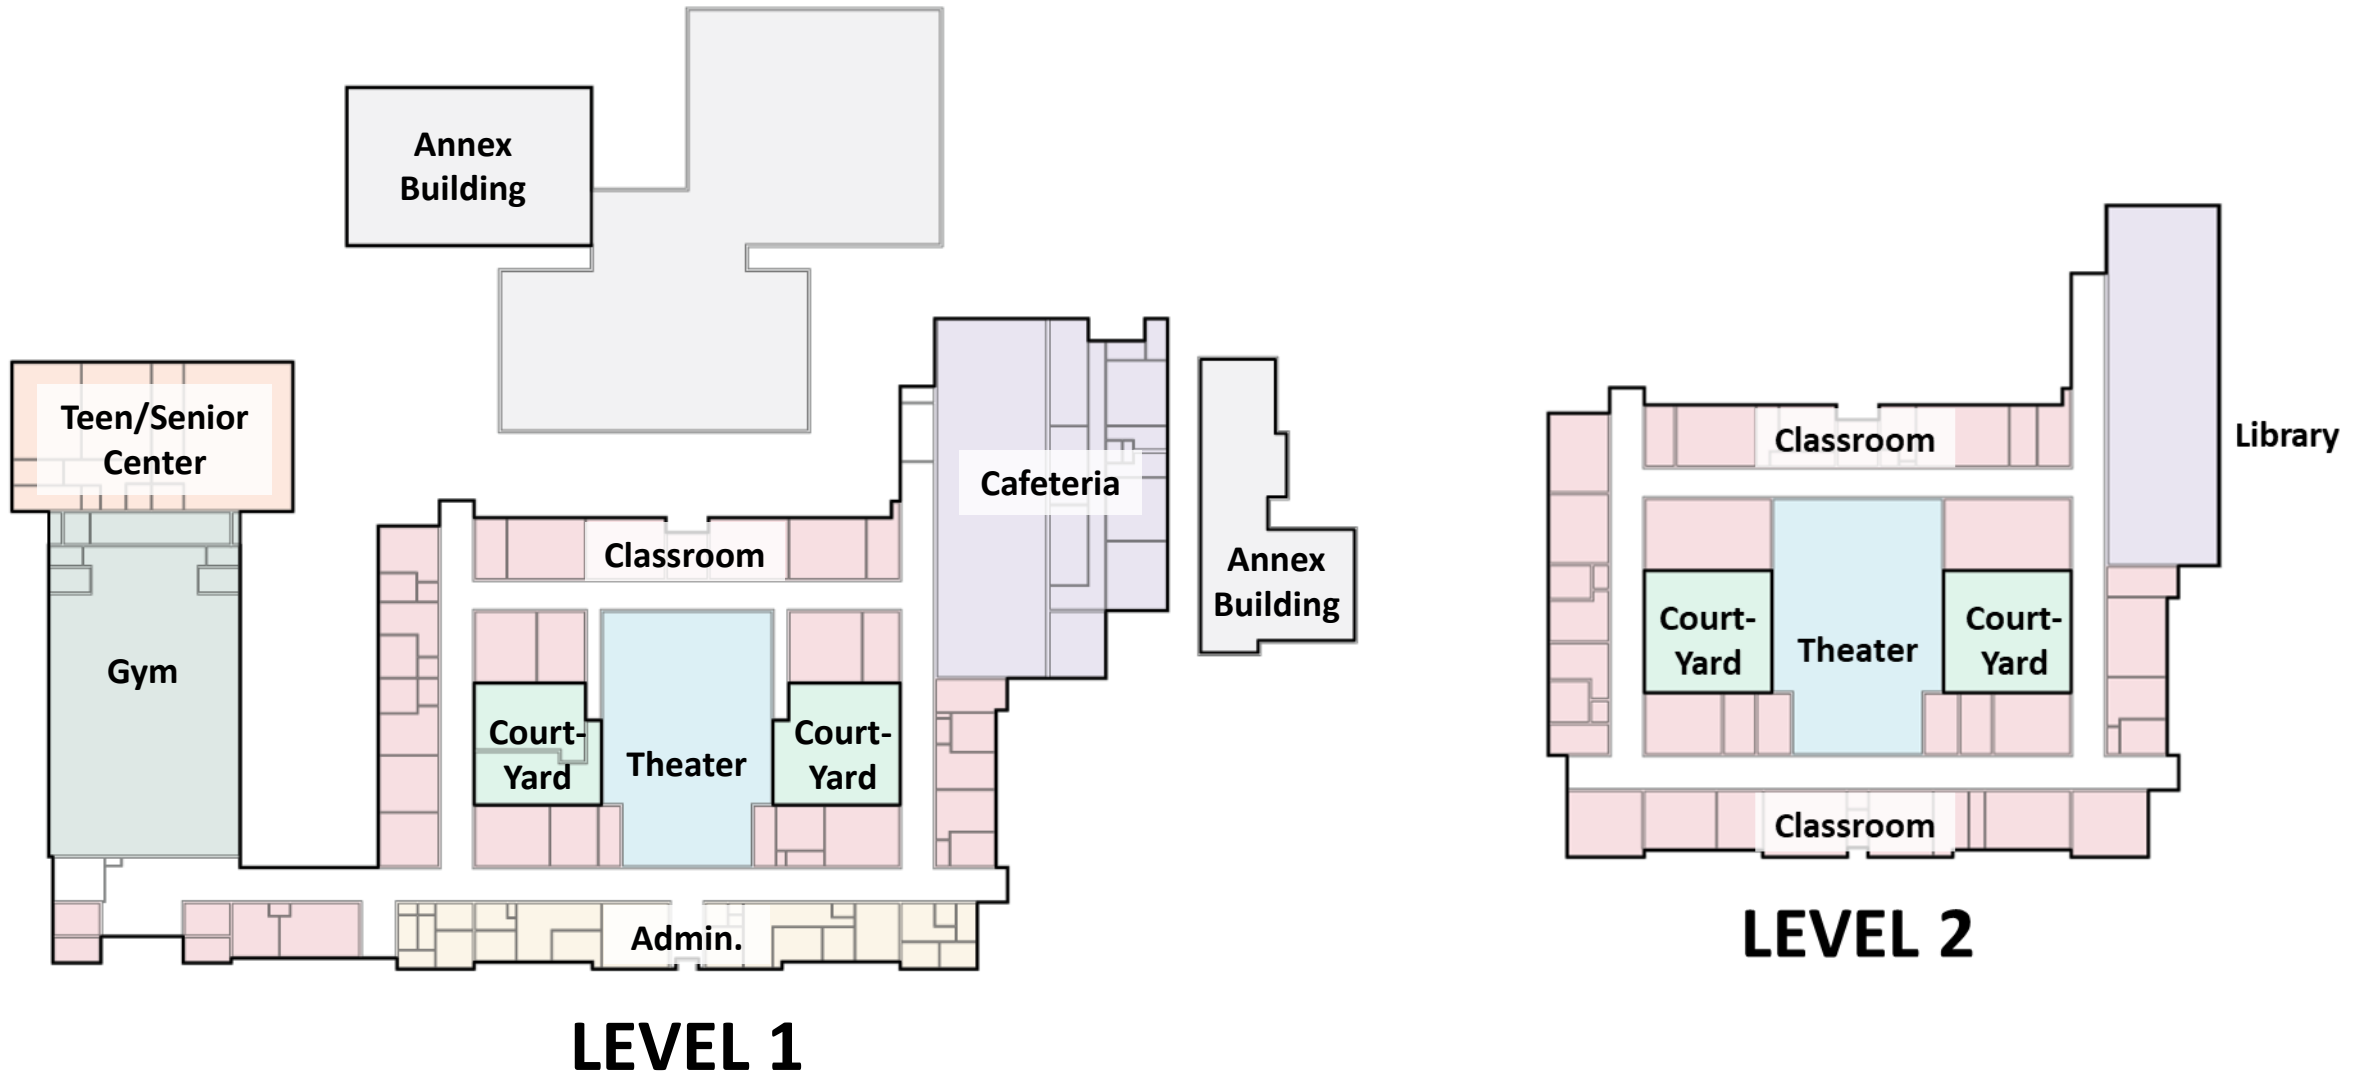 Annex
Building
Teen/Senior
Center
Gym
Classroom
Cafeteria
Annex
Building
Court-
Yard
Theater
Court-
Yard
Admin.
LEVEL 1
Classroom
Library
Court-
Yard
Theater
Court-
Yard
Classroom
LEVEL 2